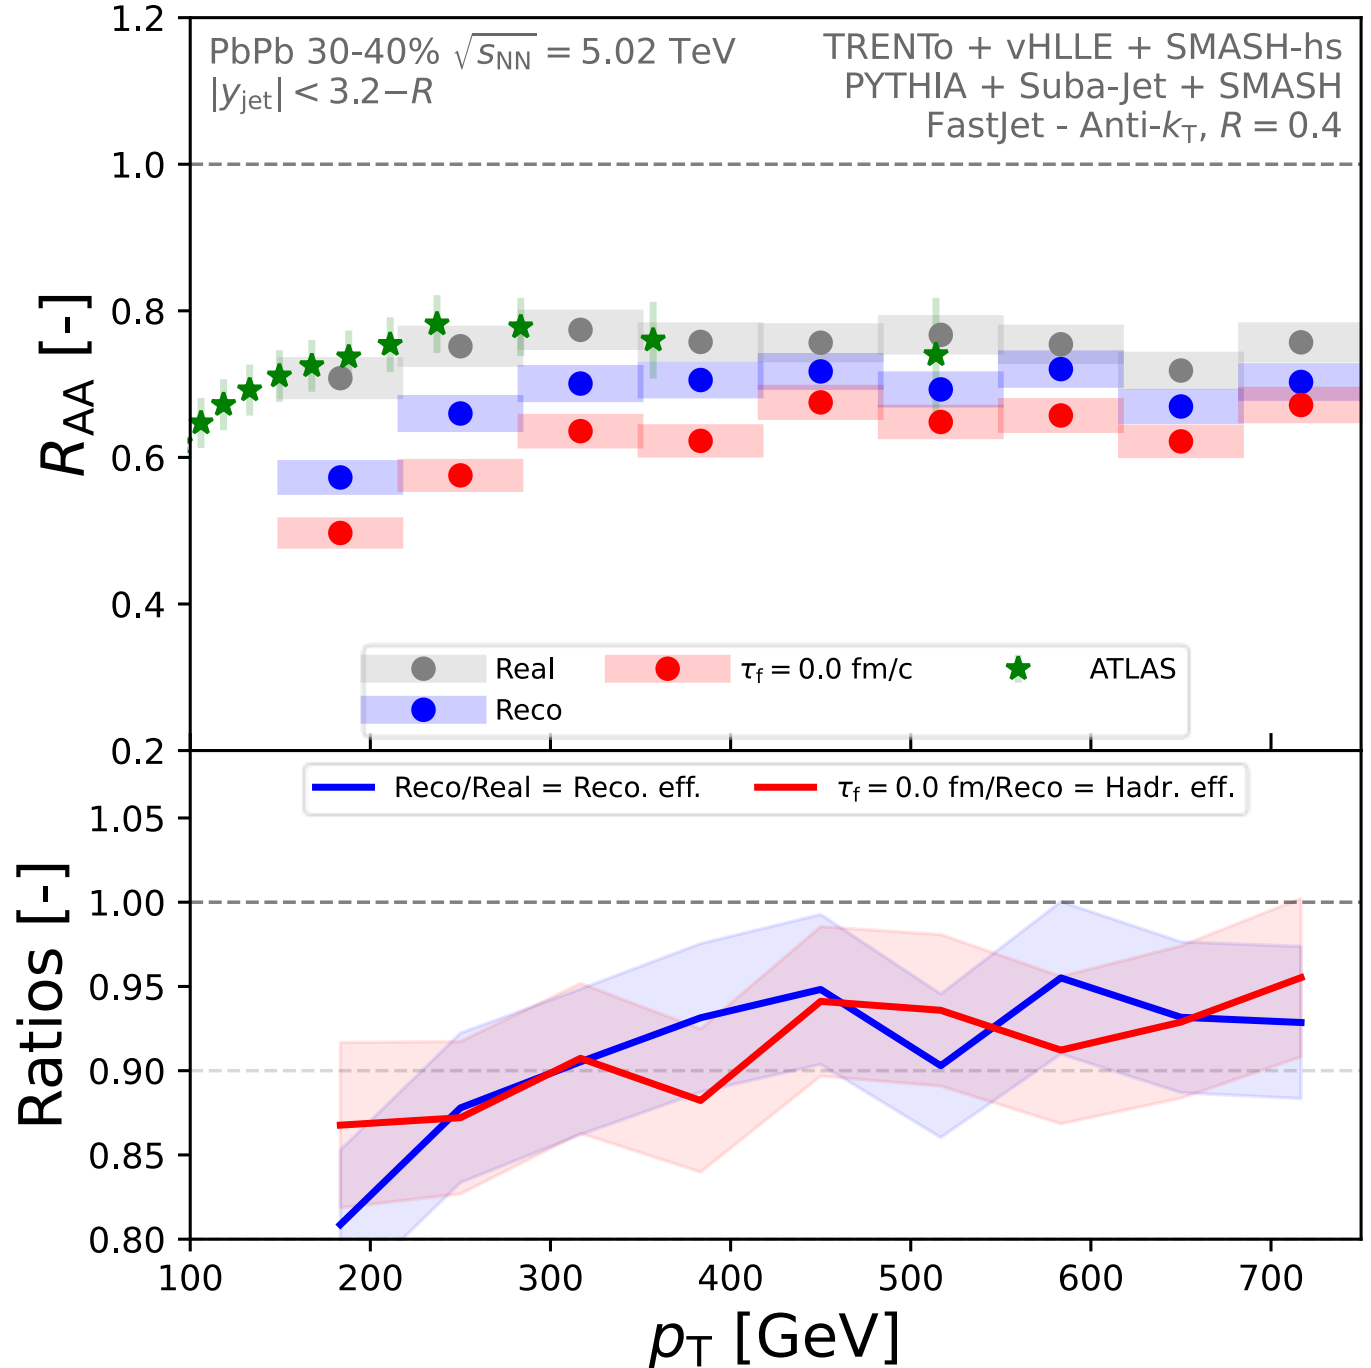 PbPb 30-40% √sNN = 5.02 TeV
|yjet| < 3.2−R
TRENTo + vHLLE + SMASH-hs
PYTHIA + Suba-Jet + SMASH
FastJet - Anti-kT, R = 0.4
RAA [-]
1.2
1.0
0.8
0.6
0.4
0.2
Real
Reco
τf = 0.0 fm/c
ATLAS
Reco/Real = Reco. eff.
τf = 0.0 fm/Reco = Hadr. eff.
Ratios [-]
1.05
1.00
0.95
0.90
0.85
0.80
100 200 300 400 500 600 700
pT [GeV]